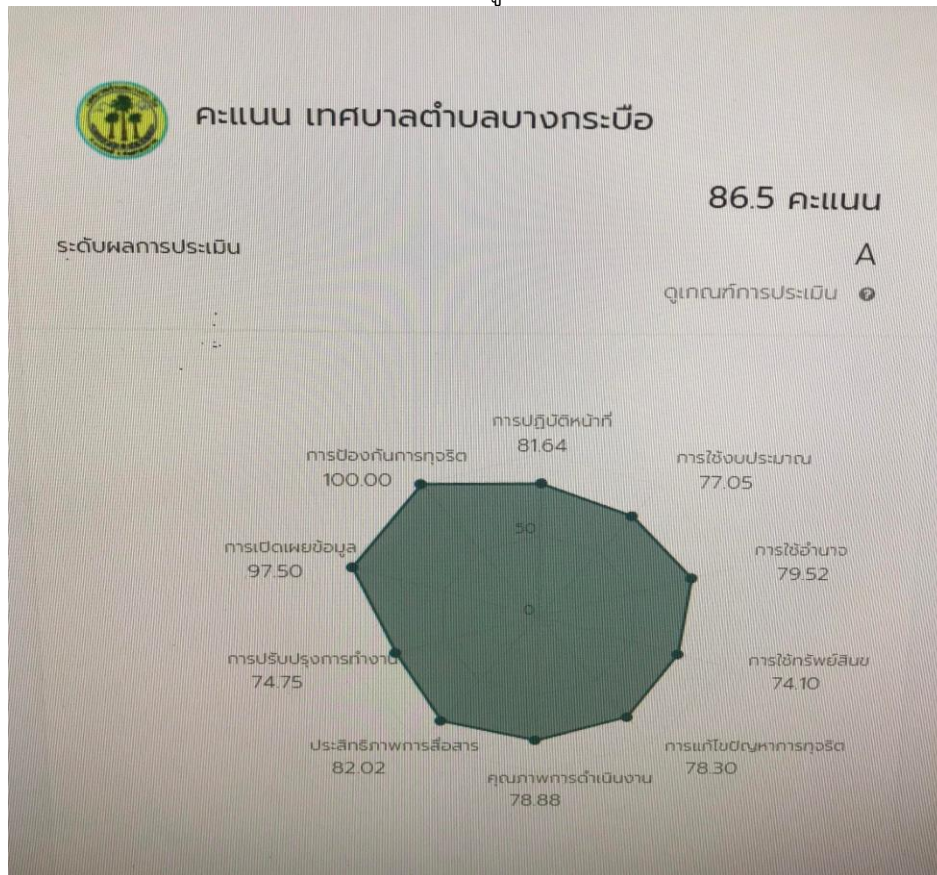 คะแนน เทศบาลตำบลบางกระบือ
86.5 คะแนน
ระดับผลการประเมิน
A
ดูเกณฑ์การประเมิน
การปฏิบัติหน้าที่
81.64
การป้องกันการทุจริต
100.00
การใช้งบประมาณ
77.05
50
การเปิดเผยข้อมูล
97.50
การใช้อำนาจ
79.52
0
การปรับปรุงการทำงาน
74.75
การใช้ทรัพย์สินข
74.10
ประสิทธิภาพการสื่อสาร
82.02
การแก้ไขปัญหาการทุจริต
78.30
คุณภาพการดำเนินงาน
78.88